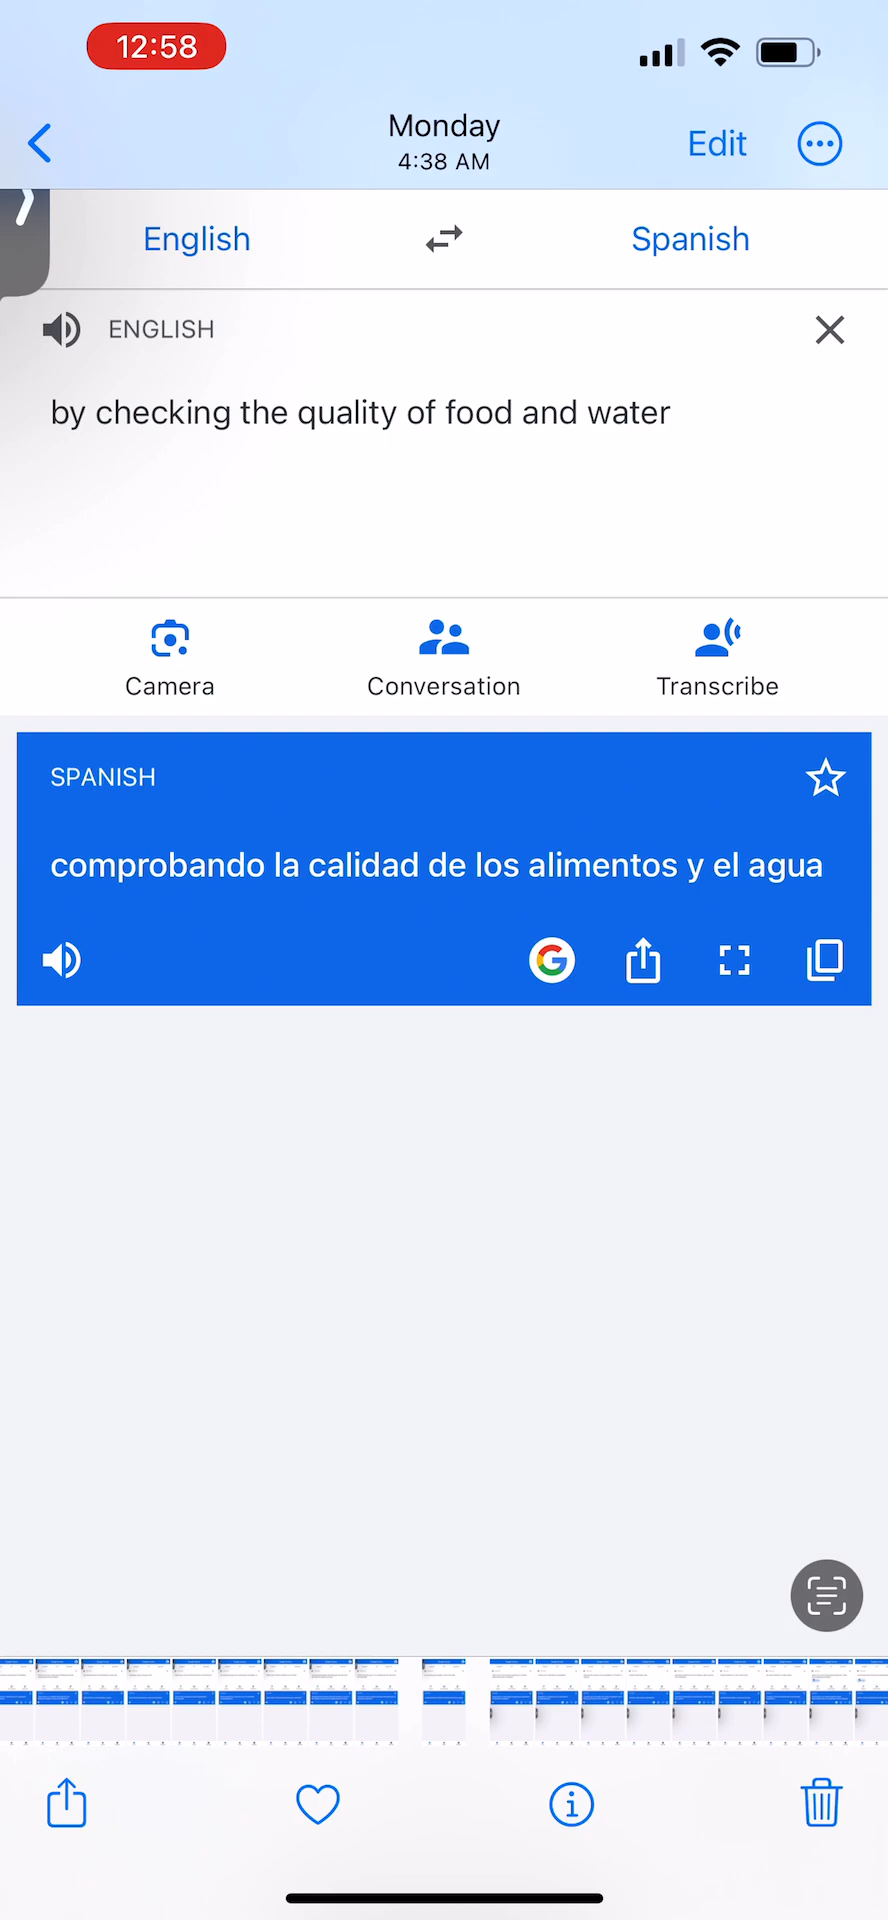 12:58
Monday
4:38 AM
Edit
English
Spanish
ENGLISH
by checking the quality of food and water
Camera
Conversation
Transcribe
SPANISH
comprobando la calidad de los alimentos y el agua